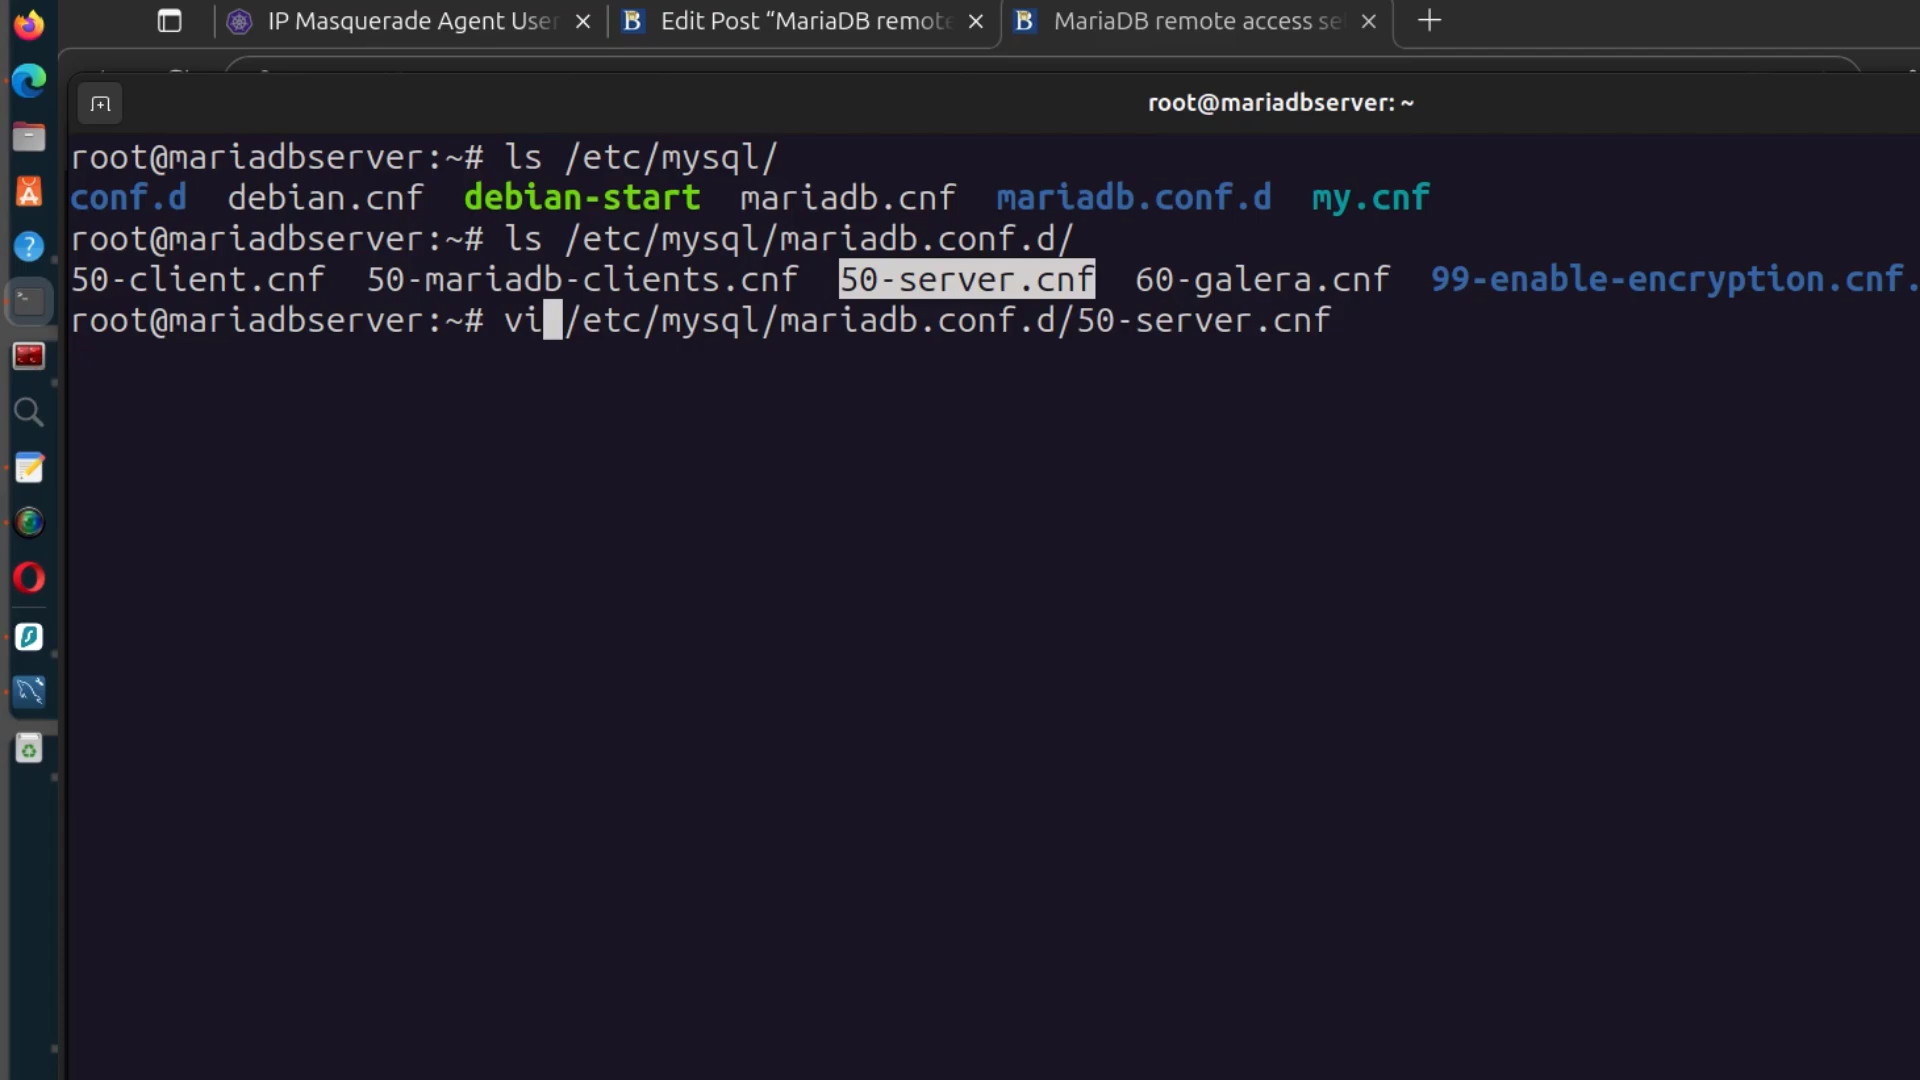 IP Masquerade Agent User
Edit Post “MariaDB remote
MariaDB remote access se
root@mariadbserver: ~
root@mariadbserver:~# ls /etc/mysql/
conf.d debian.cnf debian-start mariadb.cnf mariadb.conf.d my.cnf
root@mariadbserver:~# ls /etc/mysql/mariadb.conf.d/
50-client.cnf 50-mariadb-clients.cnf 50-server.cnf 60-galera.cnf 99-enable-encryption.cnf.
root@mariadbserver:~# vi /etc/mysql/mariadb.conf.d/50-server.cnf